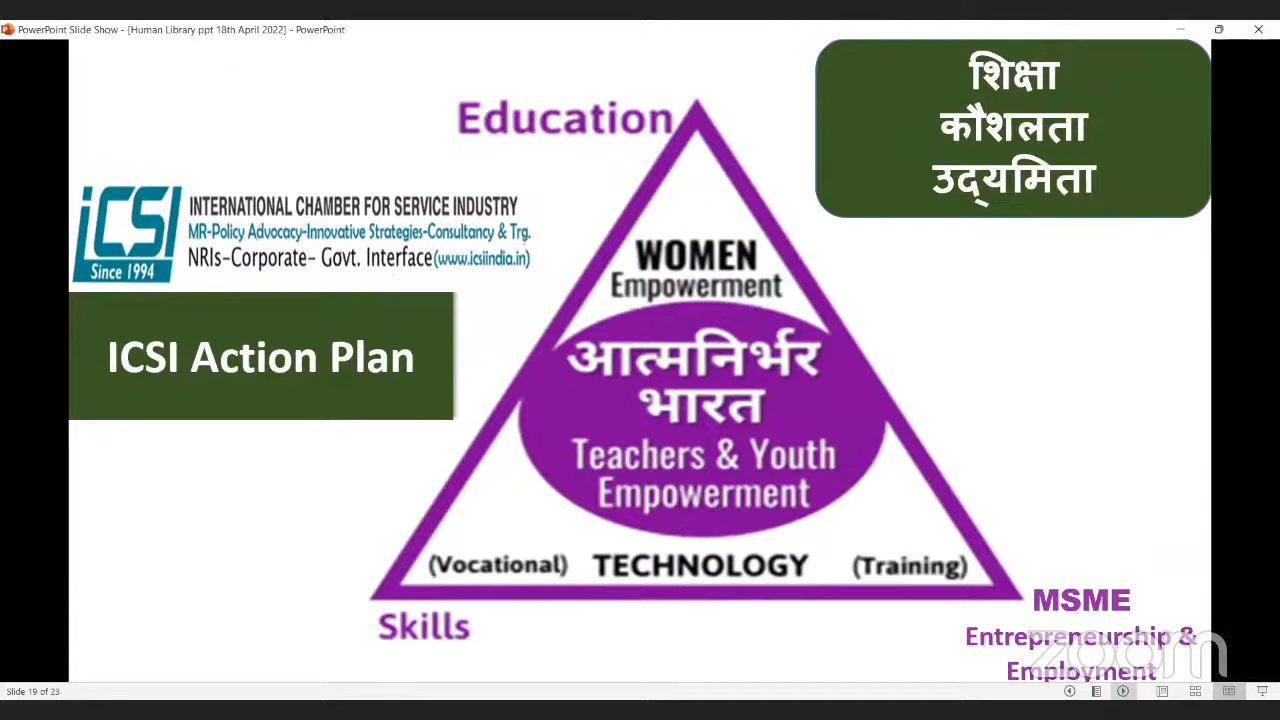 PowerPoint Slide Show - [Human Library ppt 18th April 2022] - PowerPoint
शिक्षा
कौशलता
उद्‌यमिता
Education
iCSI
Since 1994
INTERNATIONAL CHAMBER FOR SERVICE INDUSTRY
MR-Policy Advocacy-Innovative Strategies-Consultancy & Trg.
NRIs-Corporate- Govt. Interface(www.icsiindia.in)
ICSI Action Plan
WOMEN
Empowerment
आत्मनिर्भर
भारत
Teachers & Youth
Empowerment
(Vocational) TECHNOLOGY (Training)
Skills
MSME
Entrepreneurship &
Employment
zoom
Slide 19 of 23